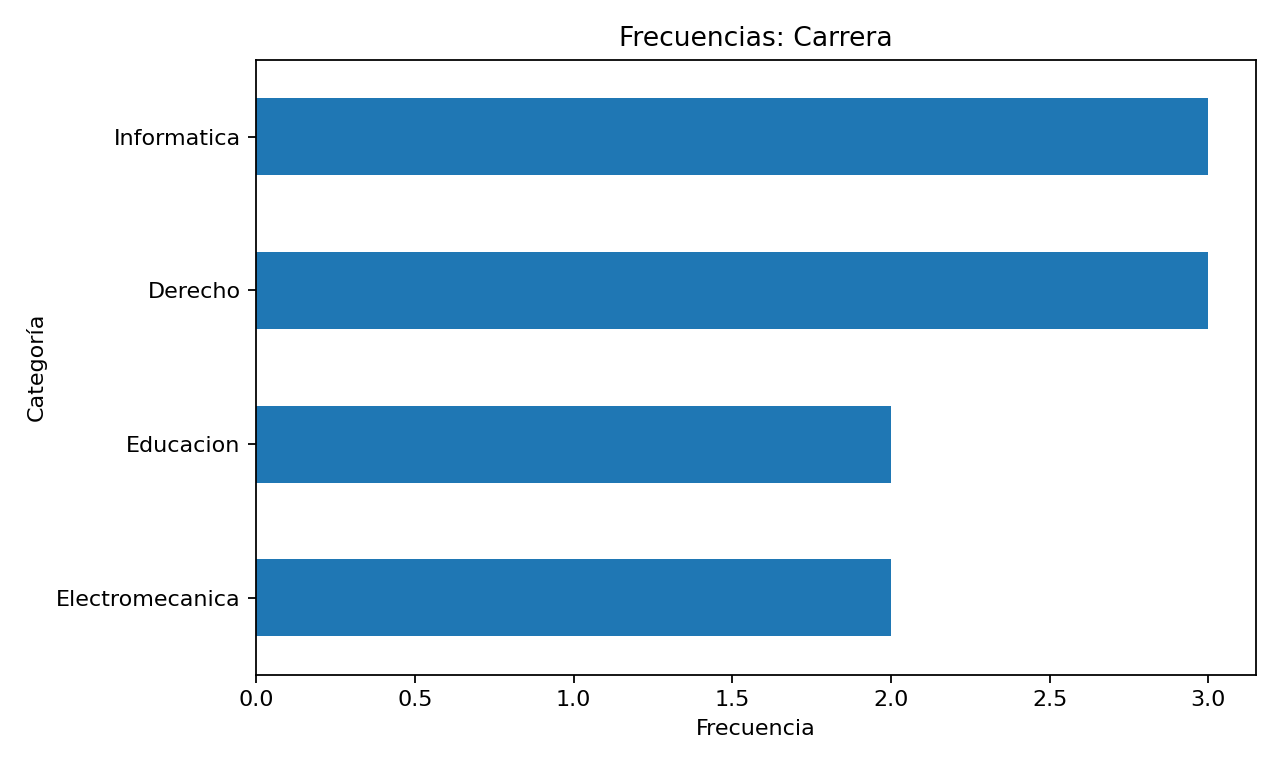 Frecuencias: Carrera
Informatica
Derecho
Educacion
Electromecanica
Categoría
0.0 0.5 1.0 1.5 2.0 2.5 3.0
Frecuencia